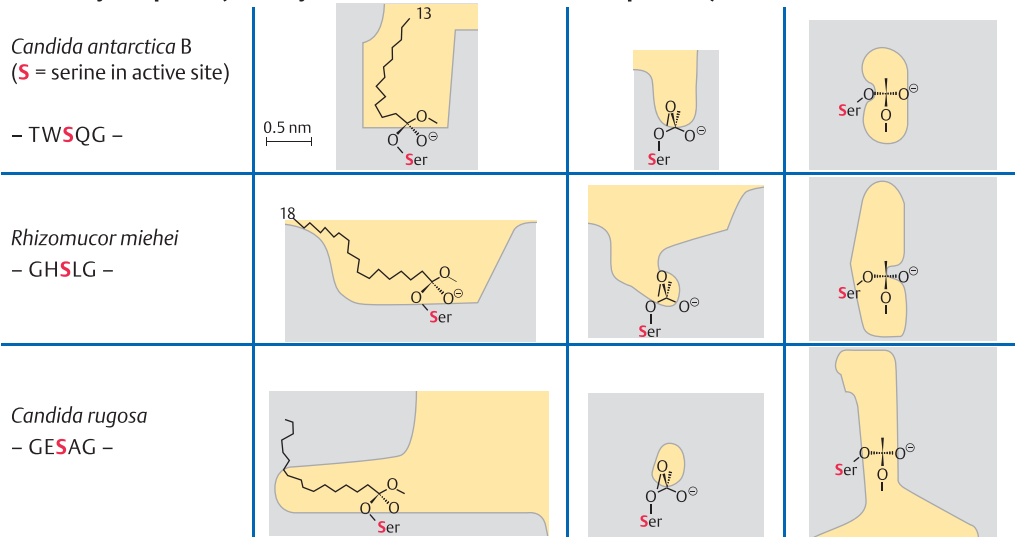 Candida antarctica B
(S = serine in active site)
– TWSQG –
0.5 nm
13
O
O
O⊖
Ser
O
O
O⊖
Ser
O
O⊖
Ser
O
Rhizomucor miehei
– GHSLG –
18
O
O
O⊖
Ser
O
O
O⊖
Ser
O
O⊖
Ser
O
Candida rugosa
– GESAG –
O
O
O
Ser
O
O
O⊖
Ser
O
O⊖
Ser
O